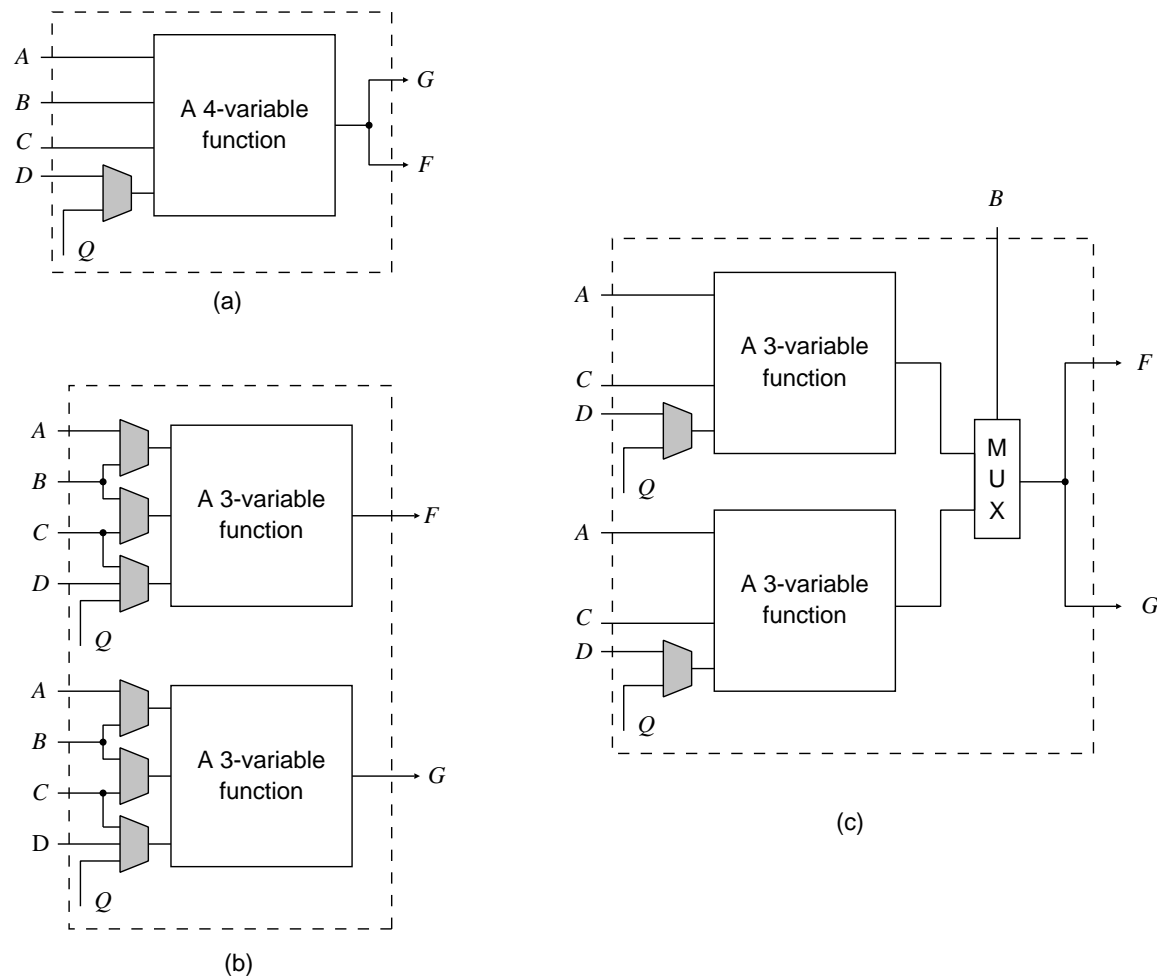 A
B
C
D
Q
A 4-variable
function
G
F
(a)
A
B
C
D
Q
A 3-variable
function
F
A
B
C
D
Q
A 3-variable
function
G
(b)
B
A
C
D
Q
A 3-variable
function
A
C
D
Q
A 3-variable
function
M
U
X
F
G
(c)